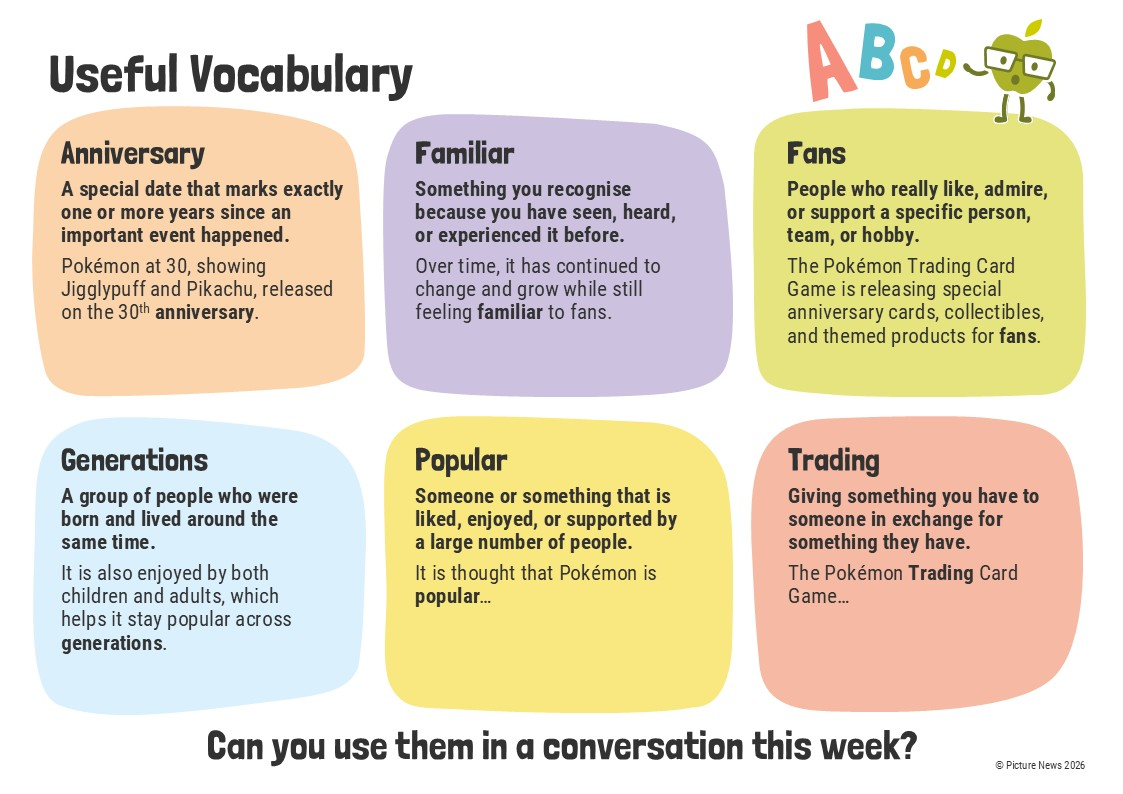 Useful Vocabulary
A B C D
Anniversary
A special date that marks exactly
one or more years since an
important event happened.
Pokémon at 30, showing
Jigglypuff and Pikachu, released
on the 30th anniversary.
Familiar
Something you recognise
because you have seen, heard,
or experienced it before.
Over time, it has continued to
change and grow while still
feeling familiar to fans.
Fans
People who really like, admire,
or support a specific person,
team, or hobby.
The Pokémon Trading Card
Game is releasing special
anniversary cards, collectibles,
and themed products for fans.
Generations
A group of people who were
born and lived around the
same time.
It is also enjoyed by both
children and adults, which
helps it stay popular across
generations.
Popular
Someone or something that is
liked, enjoyed, or supported by
a large number of people.
It is thought that Pokémon is
popular…
Trading
Giving something you have to
someone in exchange for
something they have.
The Pokémon Trading Card
Game…
Can you use them in a conversation this week?
© Picture News 2026